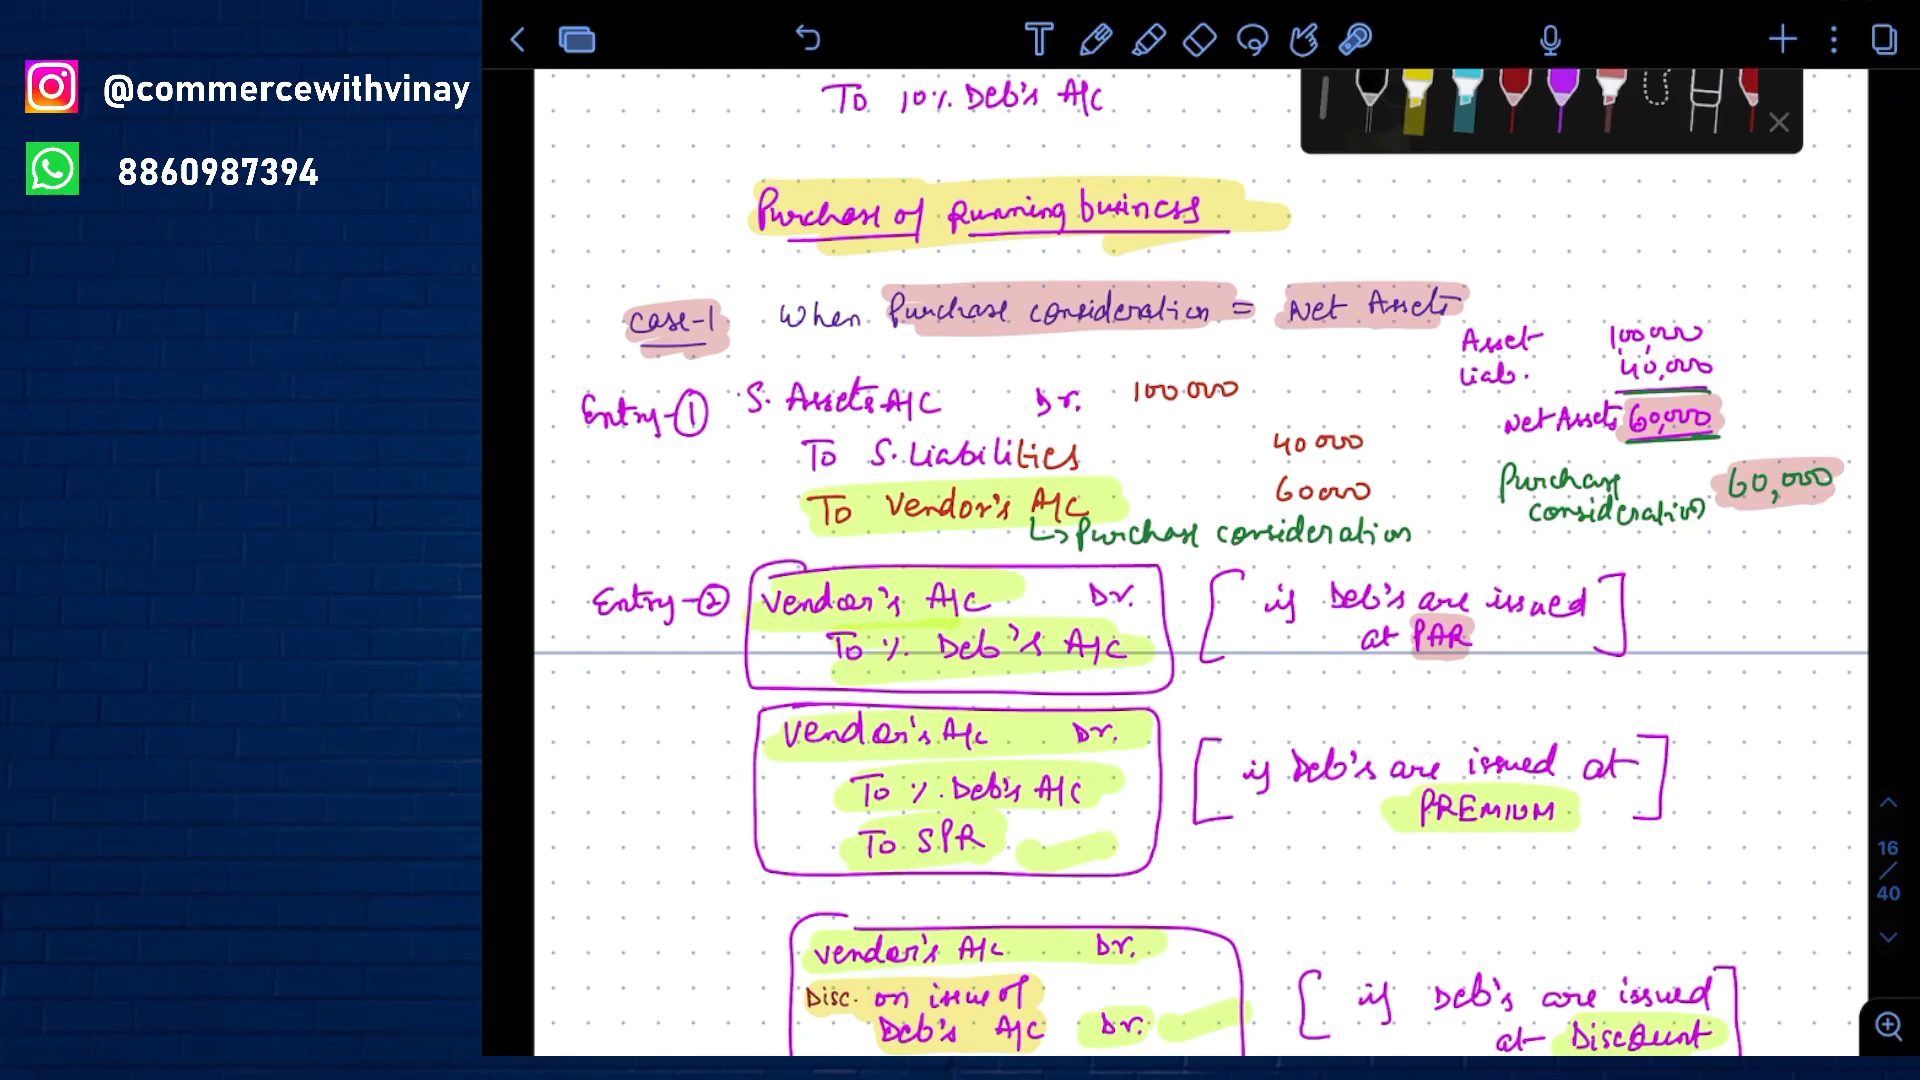 @commercewithvinay
8860987394
To 10% Deb's A/C
Purchase of Running business
Case-1 When Purchase consideration = Net Assets
Asset 100,000
Liab. 40,000
Net Assets 60,000
Purchase consideration 60,000
Entry-① S. Assets A/C Dr. 100000
To S. Liabilities 40000
To Vendor's A/C 60000
↳ Purchase consideration
Entry-② Vendor's A/C Dr. [ if Deb's are issued
To %. Deb's A/C at PAR ]
Vendor's A/c Dr.
To %. Deb's A/C [ if Deb's are issued at
To SPR PREMIUM ]
Vendor's A/c Dr.
Disc. on issue of [ if Deb's are issued
Deb's A/C Dr. at Discount ]
16
/
40